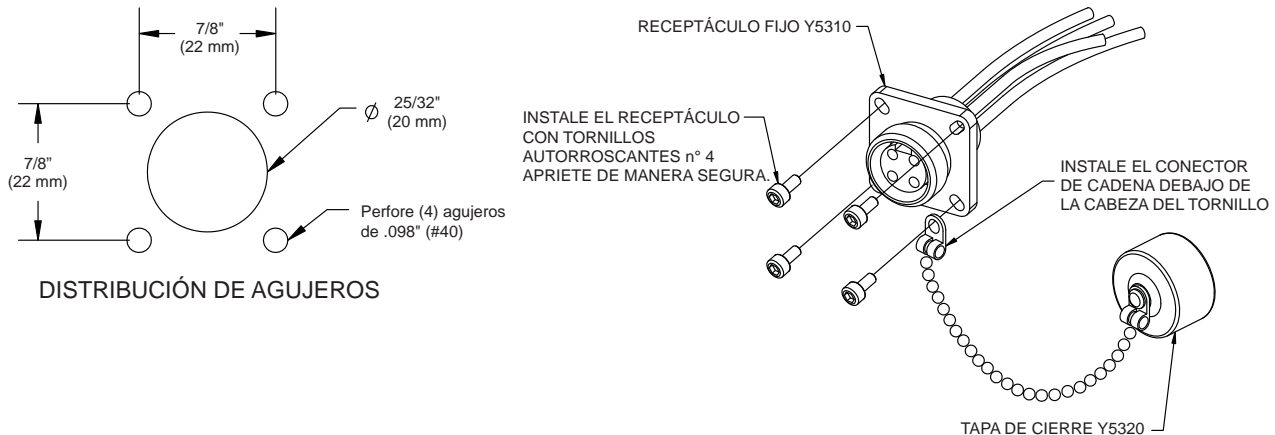 7/8"
(22 mm)
25/32"
(20 mm)
7/8”
(22 mm)
Perfore (4) agujeros
de .098" (#40)
DISTRIBUCIÓN DE AGUJEROS
RECEPTÁCULO FIJO Y5310
INSTALE EL RECEPTÁCULO
CON TORNILLOS
AUTORROSCANTES n° 4
APRIETE DE MANERA SEGURA.
INSTALE EL CONECTOR
DE CADENA DEBAJO DE
LA CABEZA DEL TORNILLO
TAPA DE CIERRE Y5320